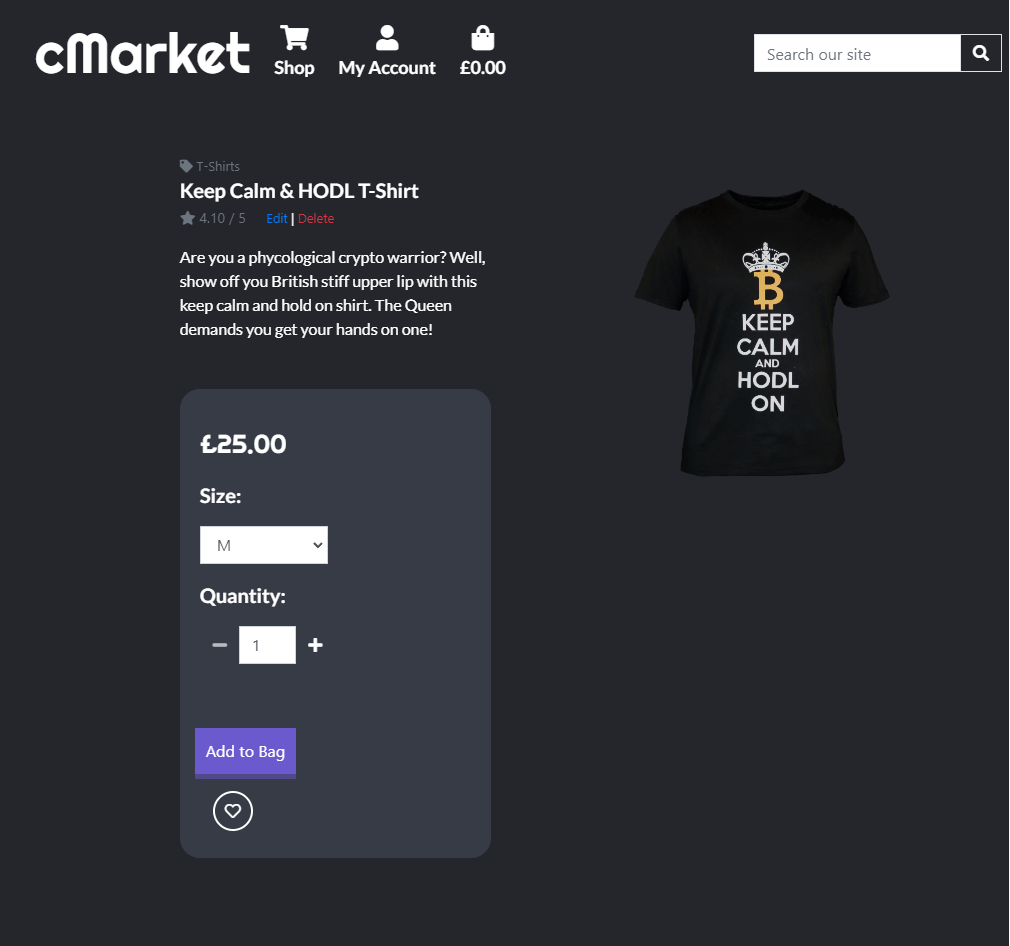 cMarket
Shop
My Account
£0.00
Search our site
T-Shirts
Keep Calm & HODL T-Shirt
4.10 / 5 Edit | Delete
Are you a phycological crypto warrior? Well,
show off you British stiff upper lip with this
keep calm and hold on shirt. The Queen
demands you get your hands on one!
£25.00
Size:
M
Quantity:
1
Add to Bag
KEEP
CALM
AND
HODL
ON